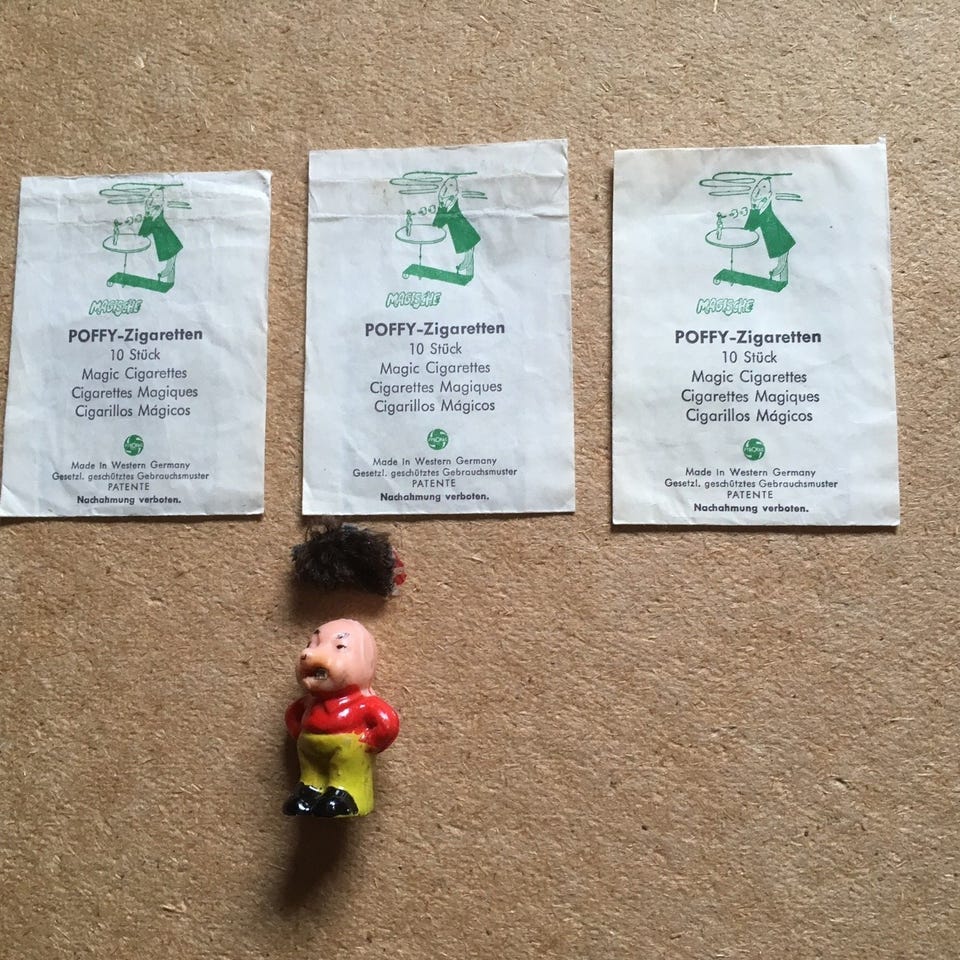 MAGISCHE
POFFY-Zigaretten
10 Stück
Magic Cigarettes
Cigarettes Magiques
Cigarillos Mágicos
Made in Western Germany
Gesetzl. geschütztes Gebrauchsmuster
PATENTE
Nachahmung verboten.
MAGISCHE
POFFY-Zigaretten
10 Stück
Magic Cigarettes
Cigarettes Magiques
Cigarillos Mágicos
Made in Western Germany
Gesetzl. geschütztes Gebrauchsmuster
PATENTE
Nachahmung verboten.
MAGISCHE
POFFY-Zigaretten
10 Stück
Magic Cigarettes
Cigarettes Magiques
Cigarillos Mágicos
Made in Western Germany
Gesetzl. geschütztes Gebrauchsmuster
PATENTE
Nachahmung verboten.